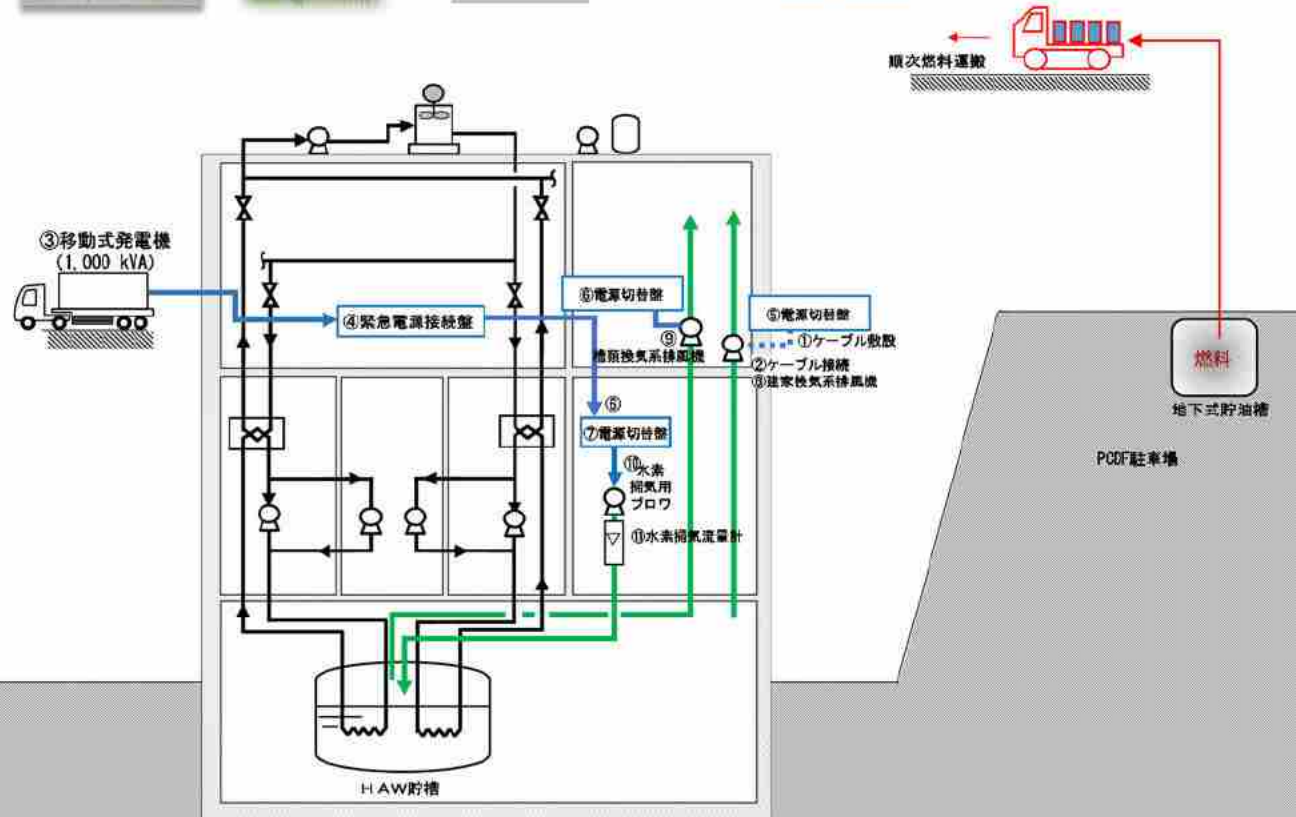 順次燃料運搬
③移動式発電機
(1,000 kVA)
④緊急電源接続盤
⑥電源切替盤
⑤電源切替盤
①ケーブル敷設
②ケーブル接続
⑧建家換気系排風機
⑨
槽類換気系排風機
⑥
⑦電源切替盤
⑩水素
掃気用
ブロワ
⑪水素掃気流量計
HAW貯槽
燃料
地下式貯油槽
PCDF駐車場